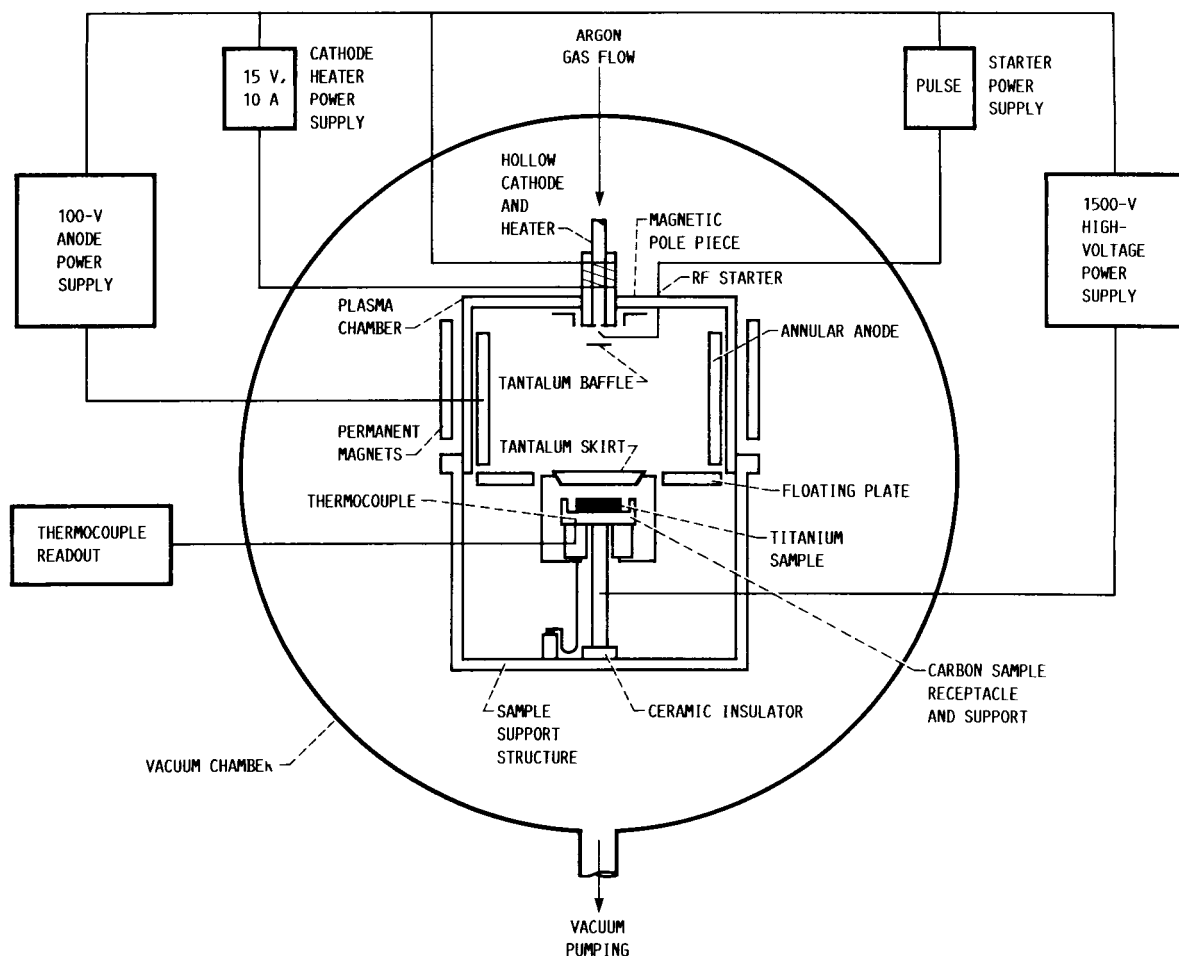 15 V,
10 A
CATHODE
HEATER
POWER
SUPPLY
ARGON
GAS FLOW
PULSE
STARTER
POWER
SUPPLY
100-V
ANODE
POWER
SUPPLY
HOLLOW
CATHODE
AND
HEATER
MAGNETIC
POLE PIECE
RF STARTER
1500-V
HIGH-
VOLTAGE
POWER
SUPPLY
PLASMA
CHAMBER
ANNULAR ANODE
TANTALUM BAFFLE
PERMANENT
MAGNETS
TANTALUM SKIRT
FLOATING PLATE
THERMOCOUPLE
THERMOCOUPLE
READOUT
TITANIUM
SAMPLE
CARBON SAMPLE
RECEPTACLE
AND SUPPORT
SAMPLE
SUPPORT
STRUCTURE
CERAMIC INSULATOR
VACUUM CHAMBER
VACUUM
PUMPING